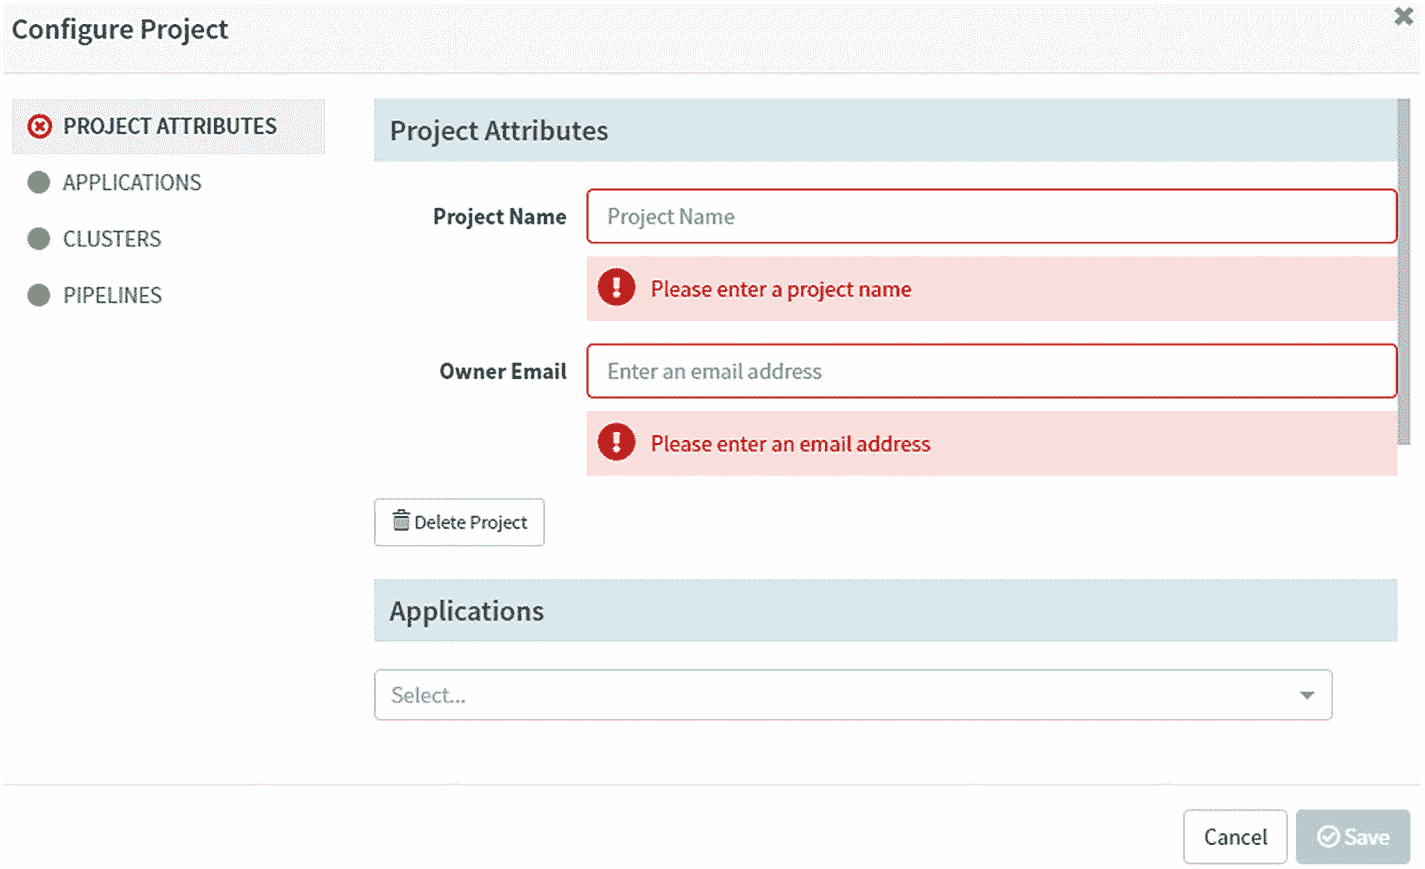 Configure Project
PROJECT ATTRIBUTES
APPLICATIONS
CLUSTERS
PIPELINES
Project Attributes
Project Name
Project Name
Please enter a project name
Owner Email
Enter an email address
Please enter an email address
Delete Project
Applications
Select...
Cancel
Save